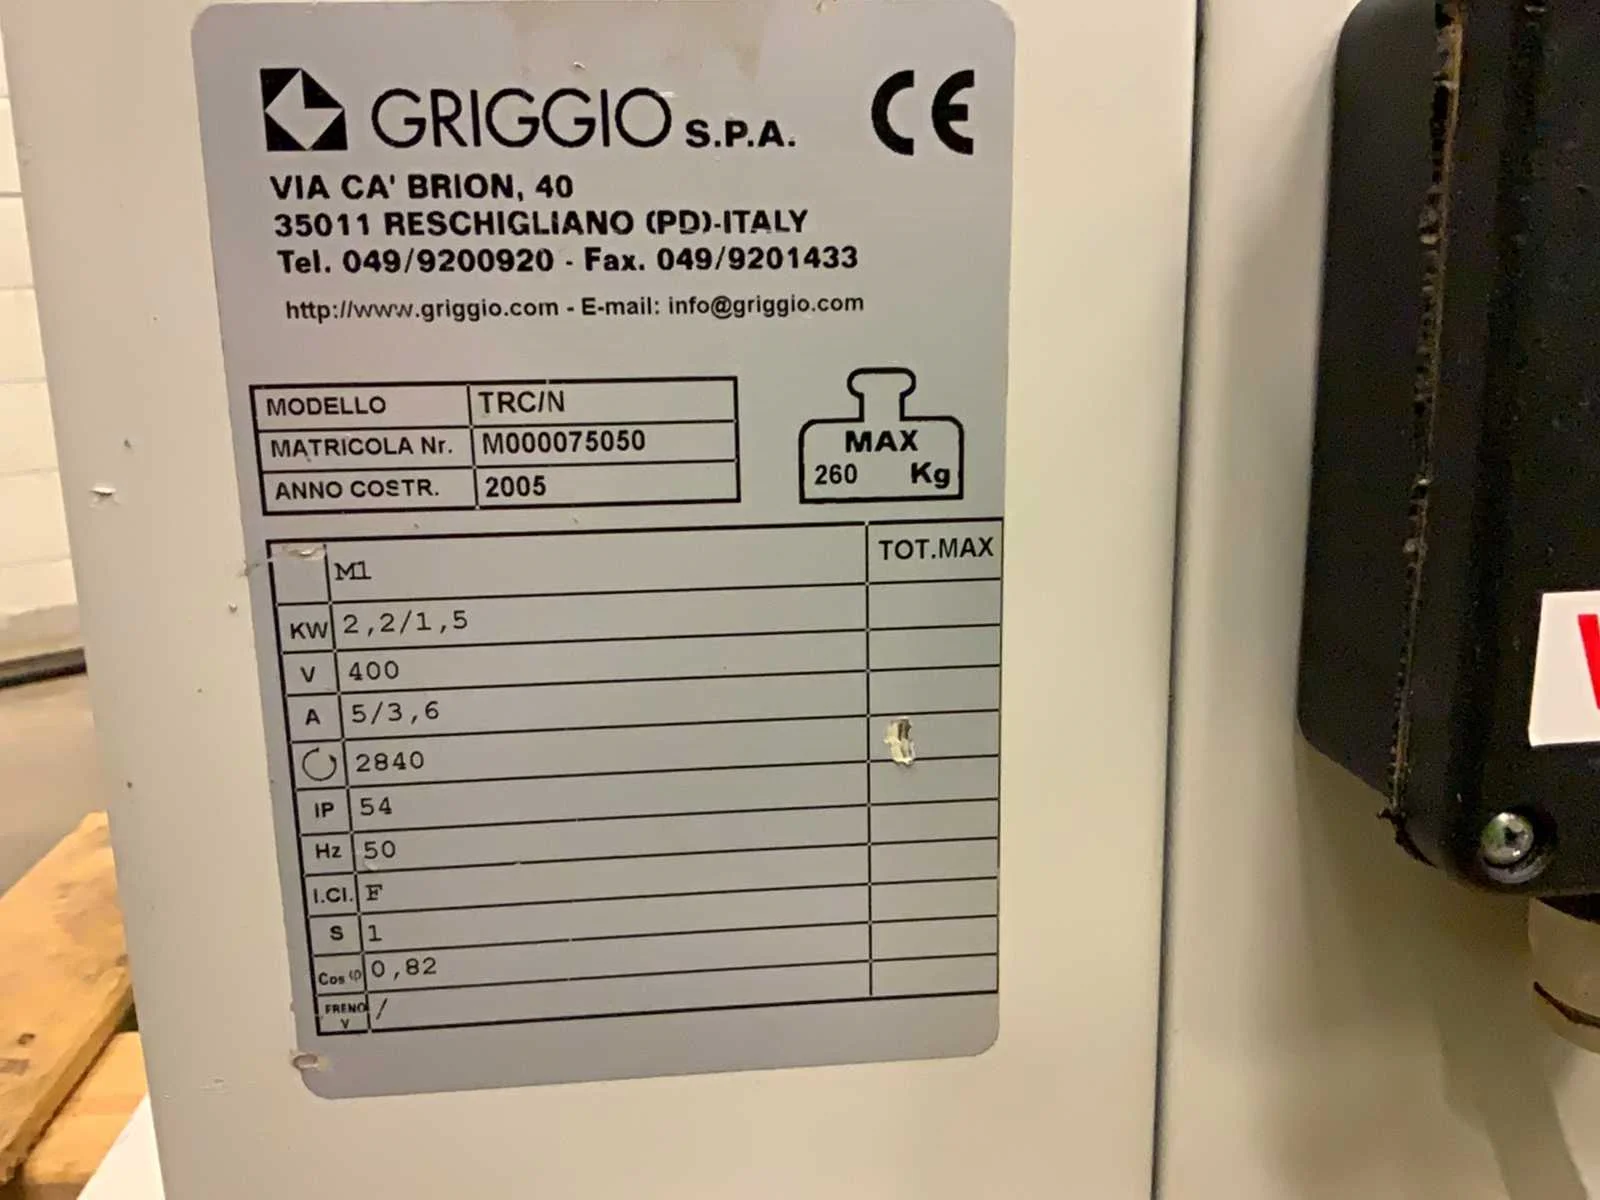 GRIGGIO S.P.A. CE
VIA CA' BRION, 40
35011 RESCHIGLIANO (PD)-ITALY
Tel. 049/9200920 - Fax. 049/9201433
http://www.griggio.com - E-mail: info@griggio.com
MODELLO TRC/N
MATRICOLA Nr. M000075050
ANNO COSTR. 2005
MAX
260 Kg
M1 TOT.MAX
KW 2,2/1,5
V 400
A 5/3,6
2840
IP 54
Hz 50
I.Cl. F
S 1
Cos φ 0,82
FRENO V /